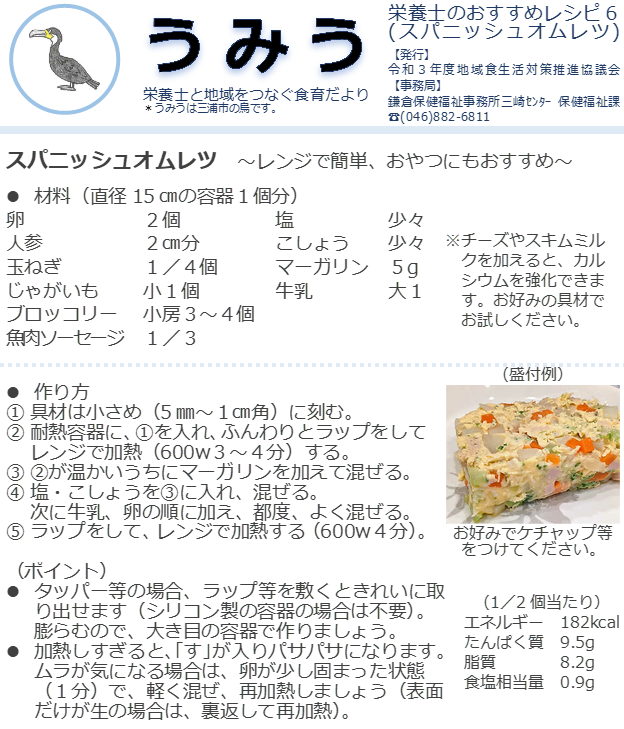 うみう
栄養士と地域をつなぐ食育だより
＊うみうは三浦市の鳥です。
栄養士のおすすめレシピ６
(スパニッシュオムレツ)
【発行】
令和３年度地域食生活対策推進協議会
【事務局】
鎌倉保健福祉事務所三崎ｾﾝﾀｰ 保健福祉課
☎(046)882-6811
スパニッシュオムレツ　～レンジで簡単、おやつにもおすすめ～
● 材料（直径 15 ㎝の容器１個分）
卵　２個　塩　少々
人参　２㎝分　こしょう　少々
玉ねぎ　１／４個　マーガリン　５g
じゃがいも　小１個　牛乳　大１
ブロッコリー　小房３～４個
魚肉ソーセージ　１／３
※チーズやスキムミル
クを加えると、カル
シウムを強化できま
す。お好みの具材で
お試しください。
● 作り方
① 具材は小さめ（５㎜～１㎝角）に刻む。
② 耐熱容器に、①を入れ、ふんわりとラップをして
レンジで加熱（600w３～４分）する。
③ ②が温かいうちにマーガリンを加えて混ぜる。
④ 塩・こしょうを③に入れ、混ぜる。
次に牛乳、卵の順に加え、都度、よく混ぜる。
⑤ ラップをして、レンジで加熱する（600w４分）。
（盛付例）
お好みでケチャップ等
をつけてください。
（ポイント）
● タッパー等の場合、ラップ等を敷くときれいに取
り出せます（シリコン製の容器の場合は不要）。
膨らむので、大き目の容器で作りましょう。
● 加熱しすぎると、「す」が入りパサパサになります。
ムラが気になる場合は、卵が少し固まった状態
（１分）で、軽く混ぜ、再加熱しましょう（表面
だけが生の場合は、裏返して再加熱）。
（1／2 個当たり）
エネルギー　182kcal
たんぱく質　9.5g
脂質　8.2g
食塩相当量　0.9g